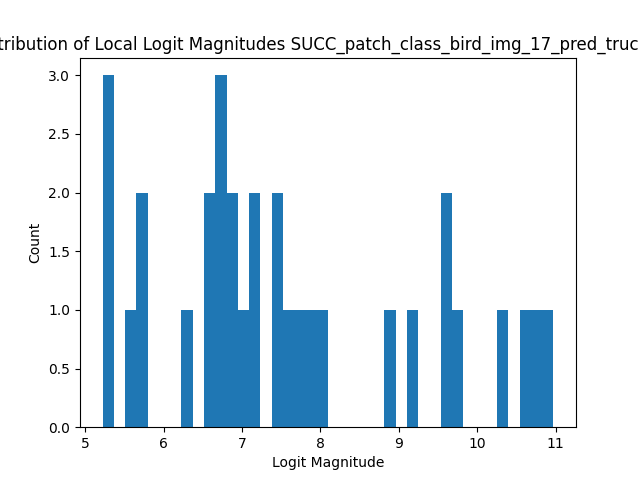 tribution of Local Logit Magnitudes SUCC_patch_class_bird_img_17_pred_truc
3.0
2.5
2.0
1.5
1.0
0.5
0.0
Count
5 6 7 8 9 10 11
Logit Magnitude